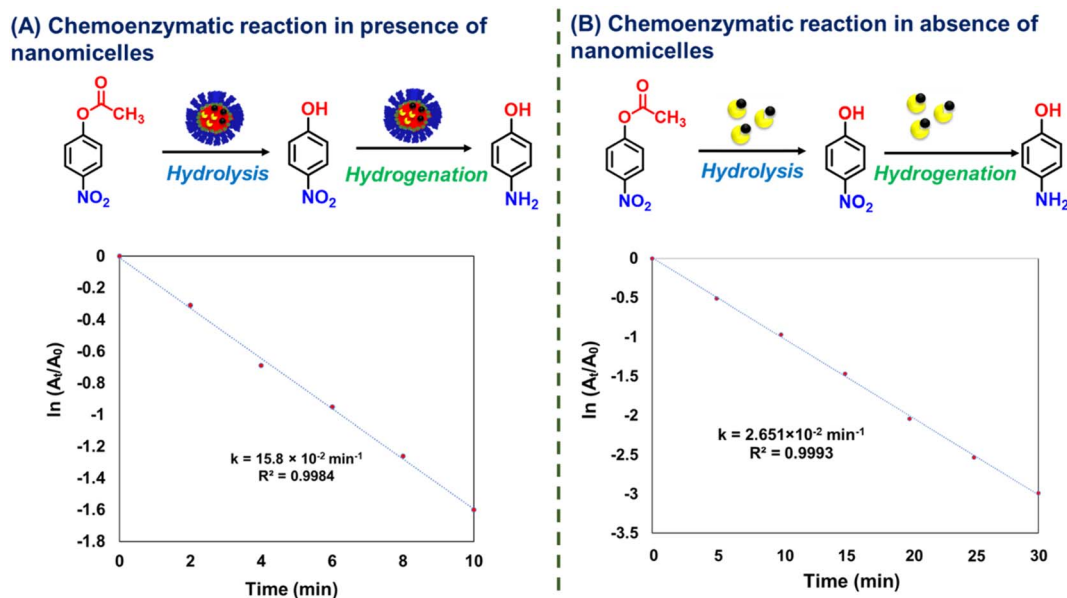 (A) Chemoenzymatic reaction in presence of
nanomicelles
O
O
CH₃
NO₂
Hydrolysis
OH
NO₂
Hydrogenation
OH
NH₂
0
-0.2
-0.4
-0.6
-0.8
-1
-1.2
-1.4
-1.6
-1.8
ln (Aₜ/A₀)
k = 15.8 × 10⁻² min⁻¹
R² = 0.9984
0 2 4 6 8 10
Time (min)
(B) Chemoenzymatic reaction in absence of
nanomicelles
O
O
CH₃
NO₂
Hydrolysis
OH
NO₂
Hydrogenation
OH
NH₂
0
-0.5
-1
-1.5
-2
-2.5
-3
-3.5
ln (Aₜ/A₀)
k = 2.651×10⁻² min⁻¹
R² = 0.9993
0 5 10 15 20 25 30
Time (min)